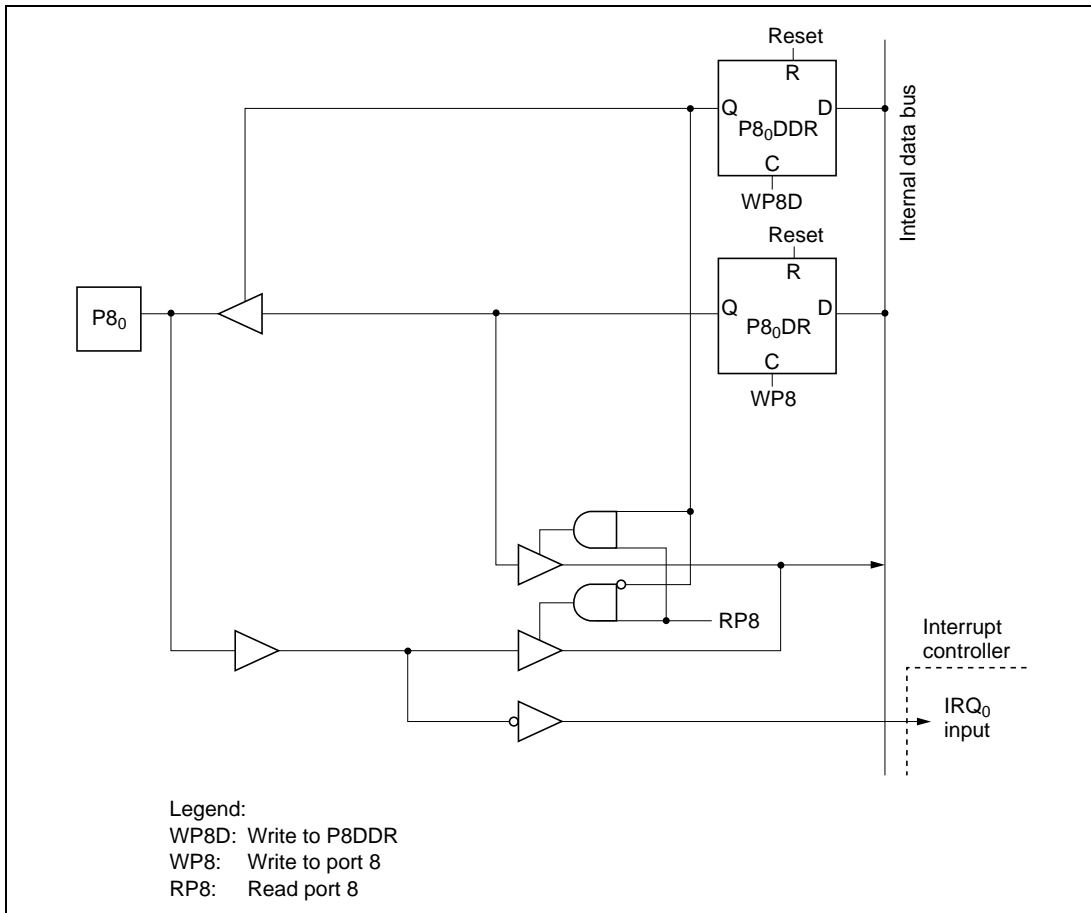 Reset
R
Q D
P8₀DDR
C
WP8D
Internal data bus
Reset
R
Q D
P8₀DR
C
WP8
P8₀
RP8
Interrupt
controller
IRQ₀
input
Legend:
WP8D: Write to P8DDR
WP8: Write to port 8
RP8: Read port 8